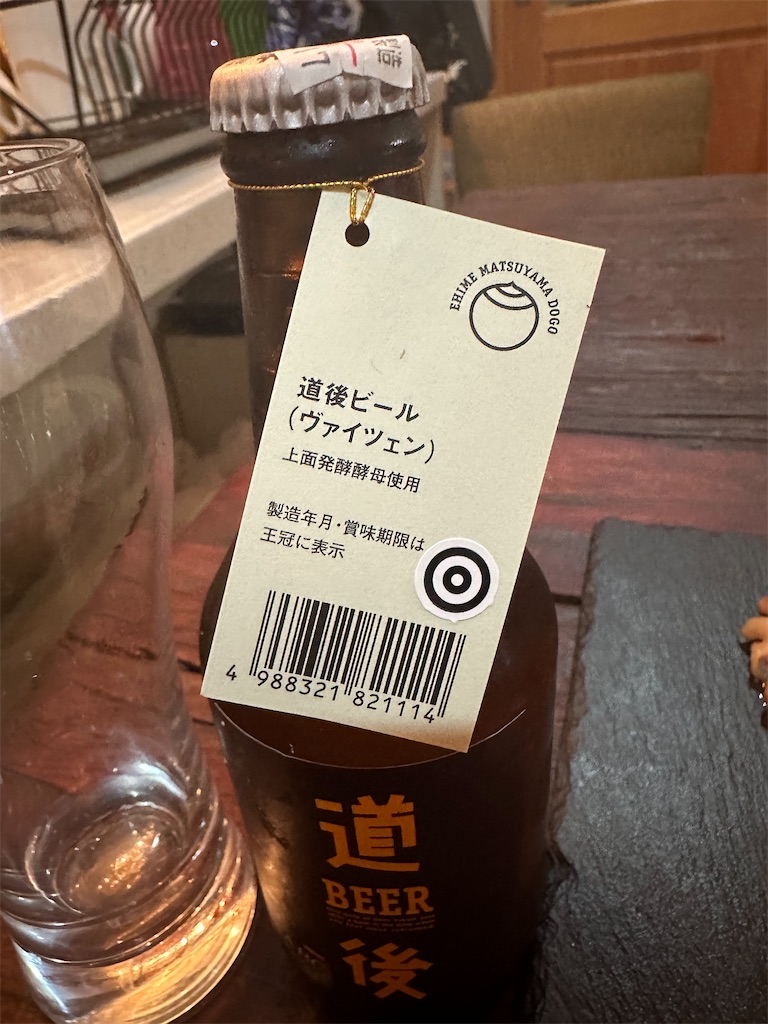 EHIME MATSUYAMA DOGO
道後ビール
(ヴァイツェン)
上面発酵酵母使用
製造年月・賞味期限は
王冠に表示
4 988321 821114
道
BEER
後